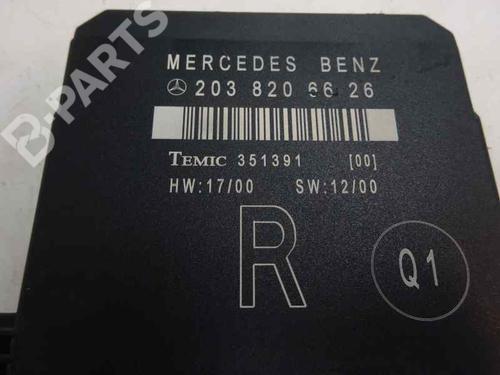 MERCEDES BENZ
203 820 66 26
TEMIC 351391 [00]
HW:17/00 SW:12/00
R
Q1
B-PARTS